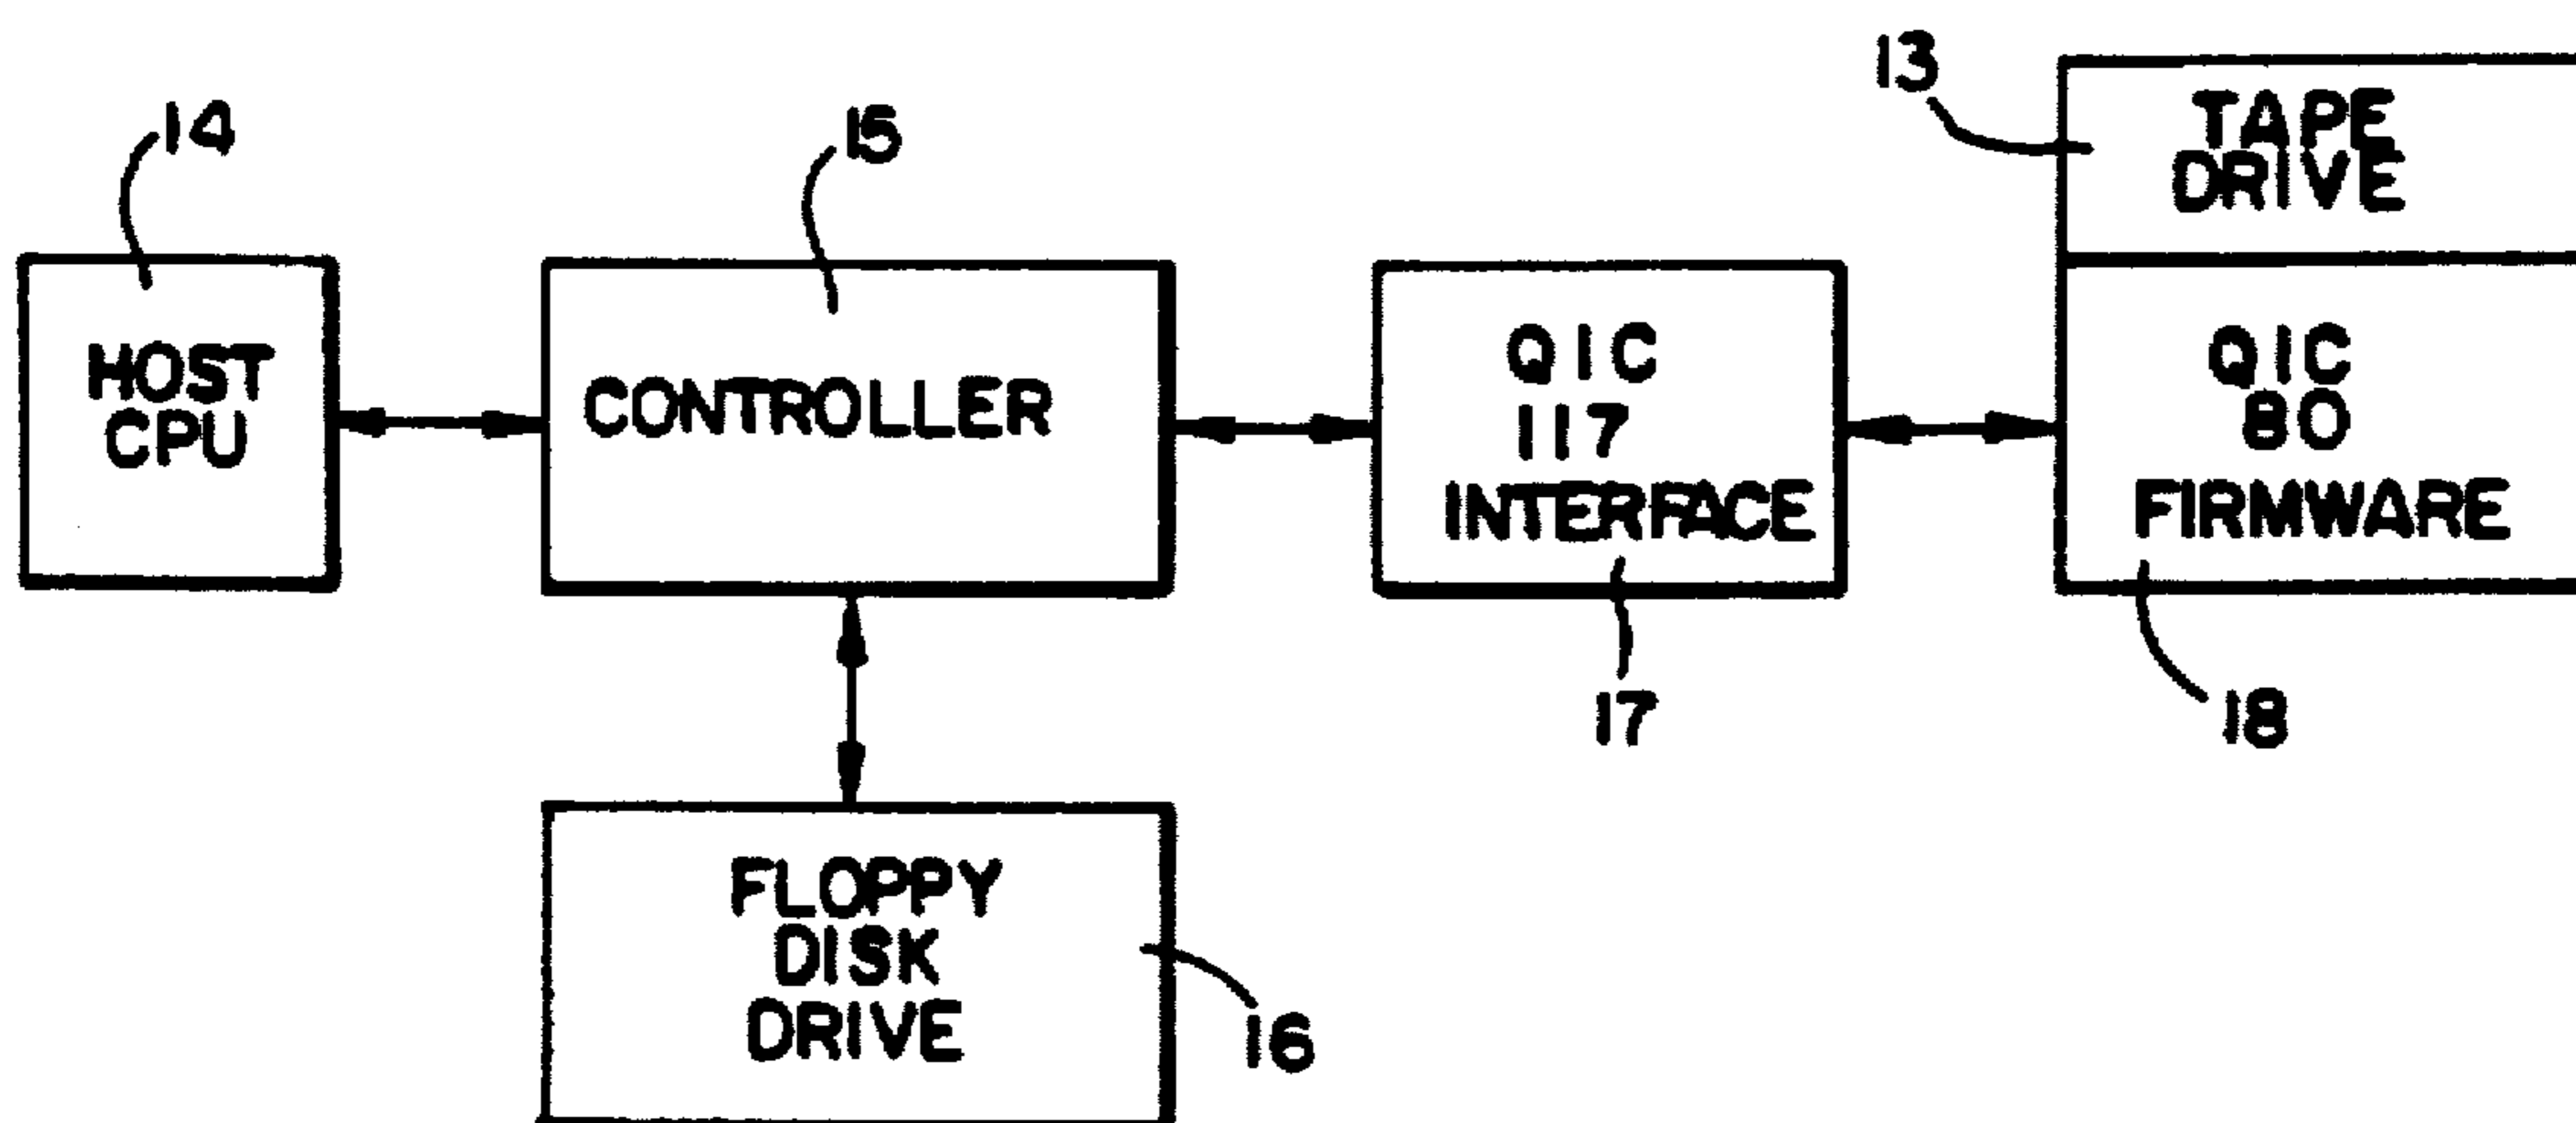 13
TAPE
DRIVE
14
15
HOST
CPU
CONTROLLER
QIC
117
INTERFACE
QIC
80
FIRMWARE
17
18
FLOPPY
DISK
DRIVE
16